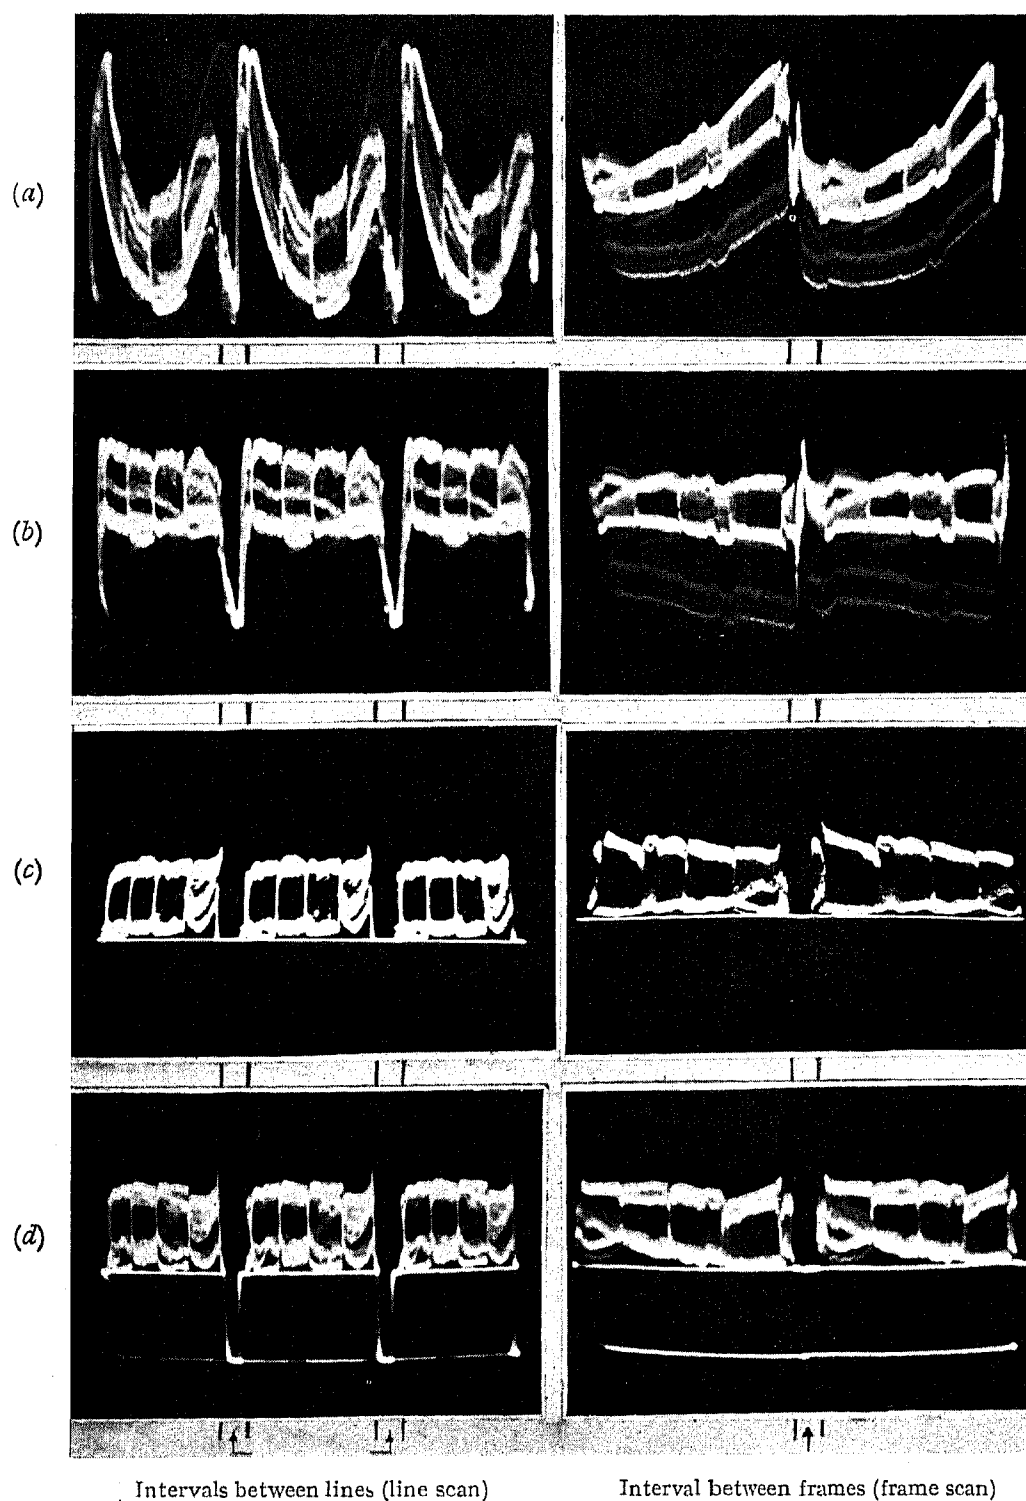 (a)
(b)
(c)
(d)
Intervals between lines (line scan)
Interval between frames (frame scan)